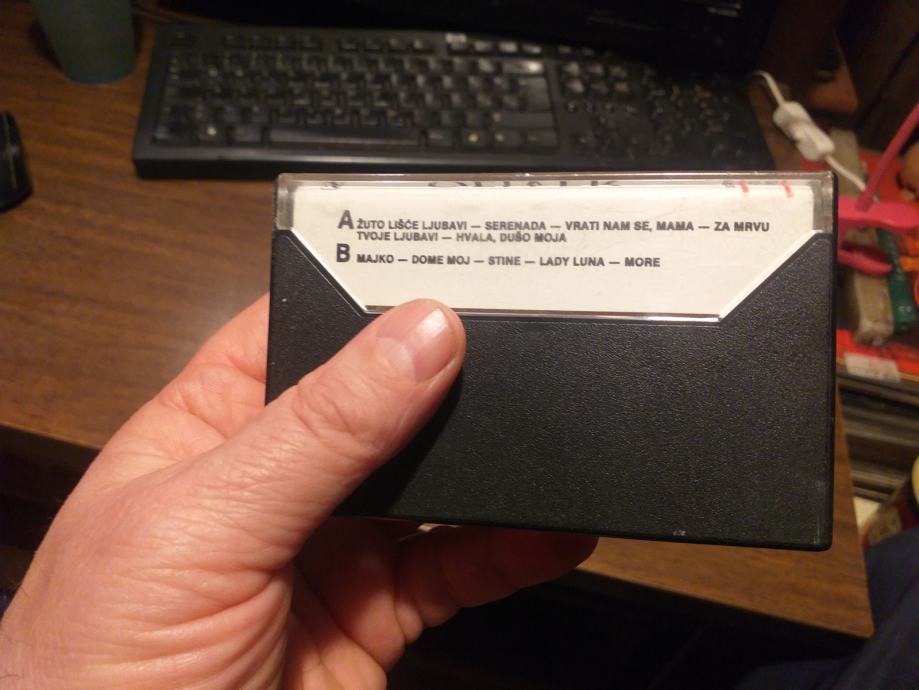 A ŽUTO LIŠĆE LJUBAVI — SERENADA — VRATI NAM SE, MAMA — ZA MRVU
TVOJE LJUBAVI — HVALA, DUŠO MOJA
B MAJKO — DOME MOJ — STINE — LADY LUNA — MORE